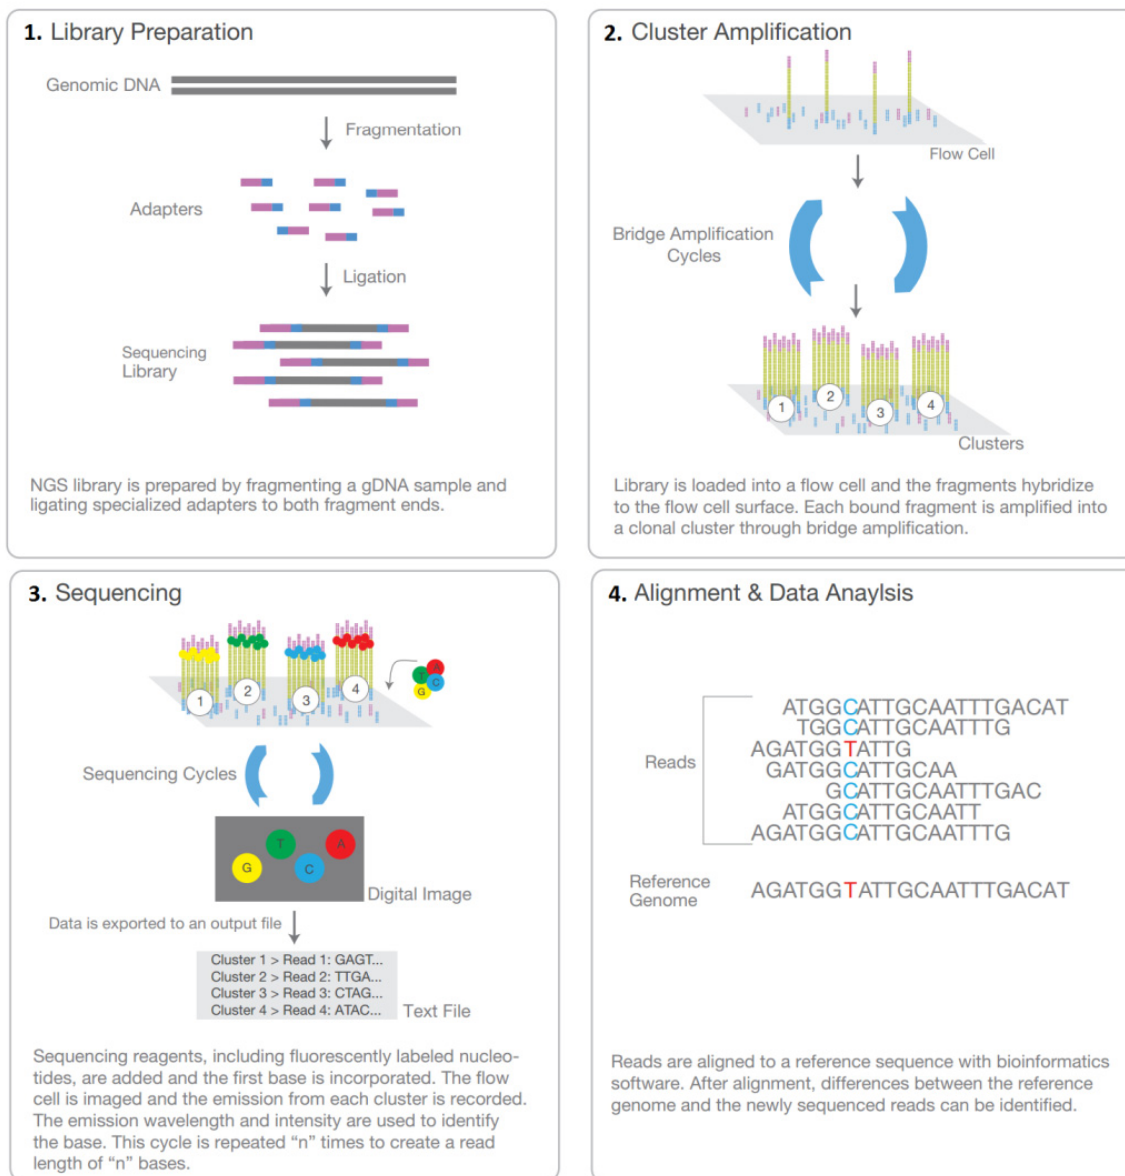 1. Library Preparation
Genomic DNA
Fragmentation
Adapters
Ligation
Sequencing
Library
NGS library is prepared by fragmenting a gDNA sample and
ligating specialized adapters to both fragment ends.
2. Cluster Amplification
Flow Cell
Bridge Amplification
Cycles
1
2
3
4
Clusters
Library is loaded into a flow cell and the fragments hybridize
to the flow cell surface. Each bound fragment is amplified into
a clonal cluster through bridge amplification.
3. Sequencing
1
2
3
4
A
T
C
G
Sequencing Cycles
T
A
G
C
Digital Image
Data is exported to an output file
Cluster 1 > Read 1: GAGT...
Cluster 2 > Read 2: TTGA...
Cluster 3 > Read 3: CTAG...
Cluster 4 > Read 4: ATAC...
Text File
Sequencing reagents, including fluorescently labeled nucleo-
tides, are added and the first base is incorporated. The flow
cell is imaged and the emission from each cluster is recorded.
The emission wavelength and intensity are used to identify
the base. This cycle is repeated “n” times to create a read
length of “n” bases.
4. Alignment & Data Anaylsis
ATGGCATTGCAATTTGACAT
TGGCATTGCAATTTG
AGATGGTATTG
Reads
GATGGCATTGCAA
GCATTGCAATTTGAC
ATGGCATTGCAATT
AGATGGCATTGCAATTTG
Reference
Genome
AGATGGTATTGCAATTTGACAT
Reads are aligned to a reference sequence with bioinformatics
software. After alignment, differences between the reference
genome and the newly sequenced reads can be identified.